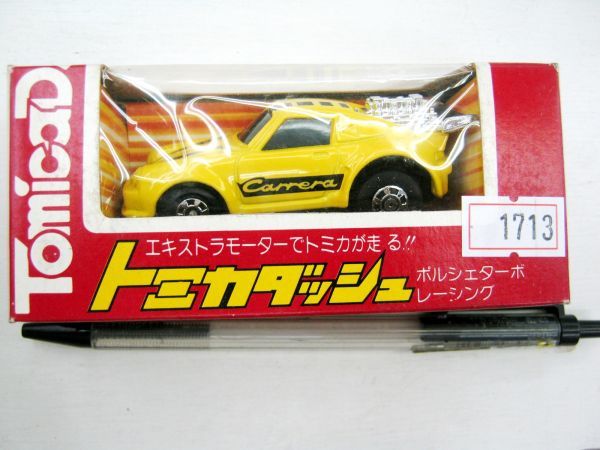 TomicaD
Carrera
1713
エキストラモーターでトミカが走る!!
トミカダッシュ
ポルシェターボ
レーシング